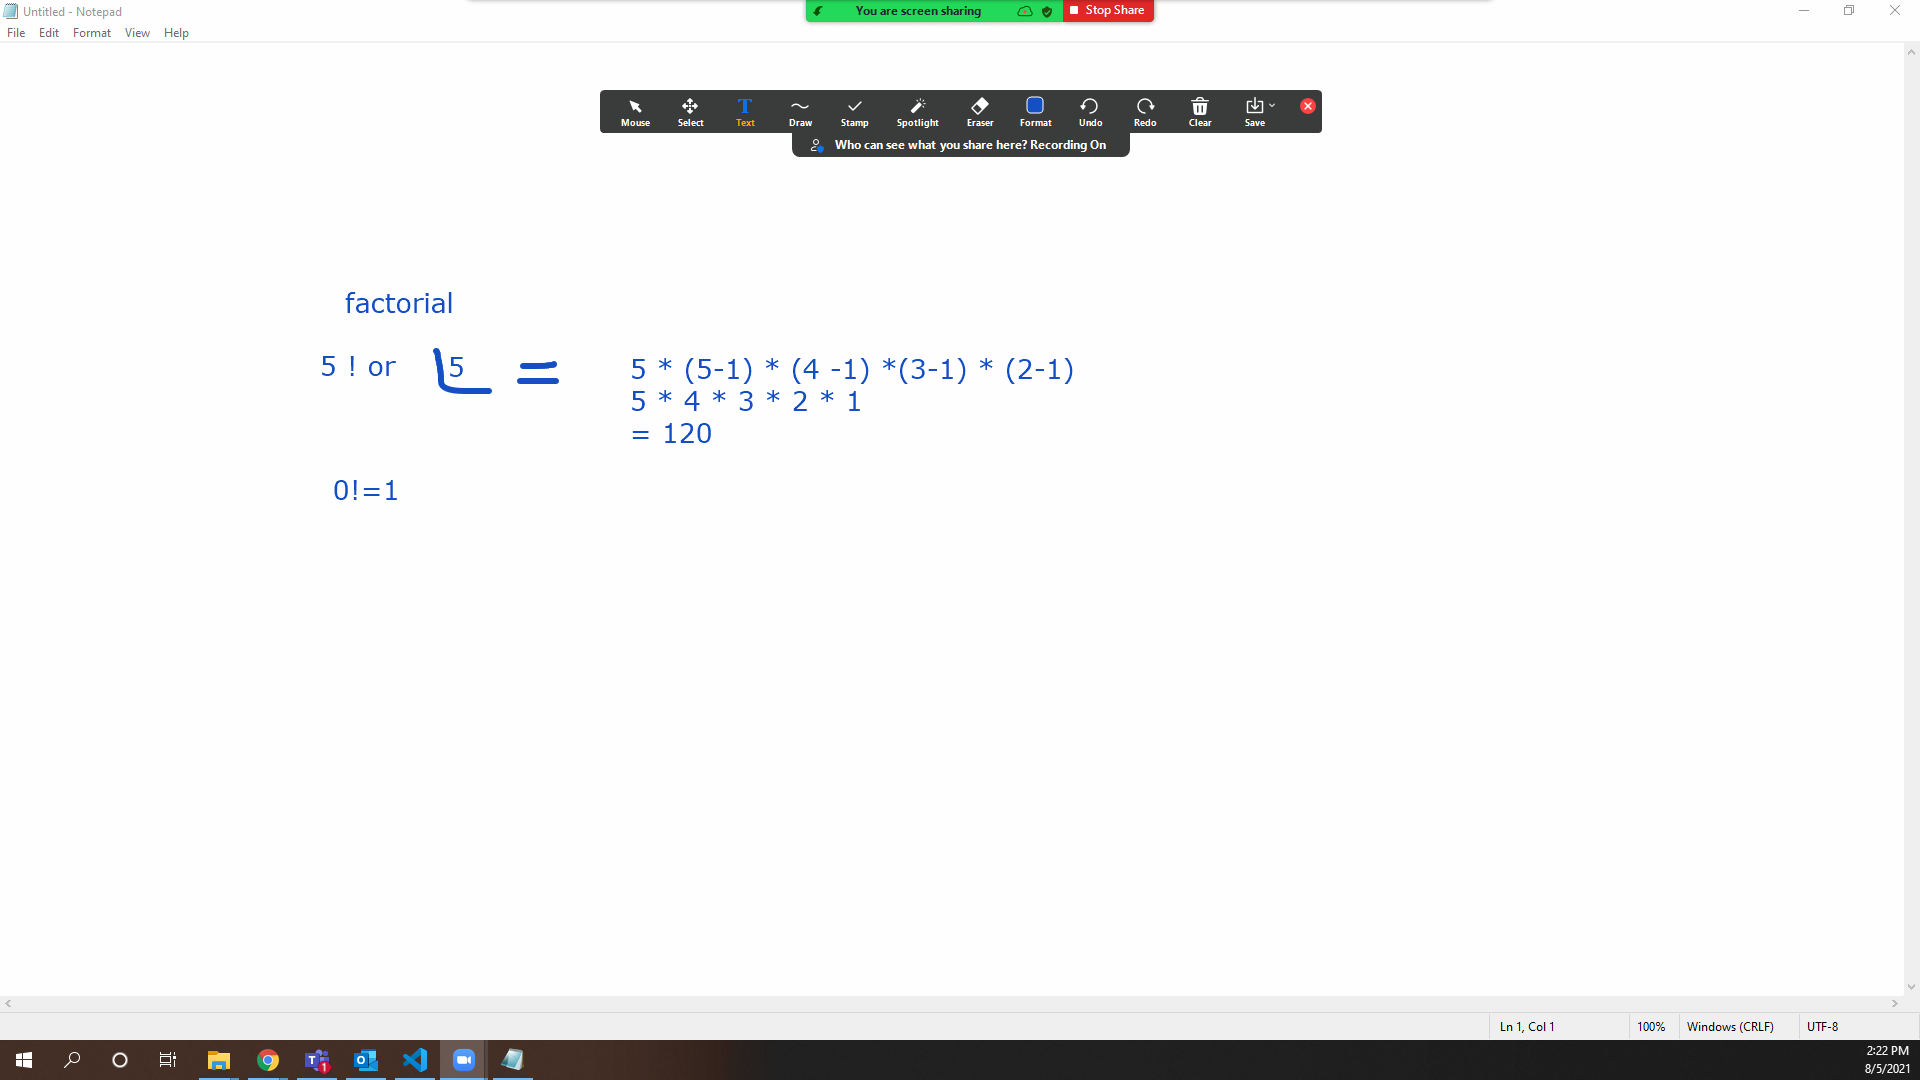 Untitled - Notepad
You are screen sharing
Stop Share
File Edit Format View Help
Mouse Select Text Draw Stamp Spotlight Eraser Format Undo Redo Clear Save
Who can see what you share here? Recording On
factorial
5 ! or 5 = 5 * (5-1) * (4 -1) *(3-1) * (2-1)
5 * 4 * 3 * 2 * 1
= 120
0!=1
Ln 1, Col 1 100% Windows (CRLF) UTF-8
2:22 PM
8/5/2021